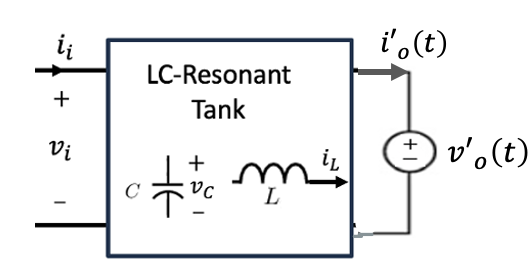 i_i
i'_o(t)
LC-Resonant
Tank
+
v_i
−
C
+
v_C
−
L
i_L
+
−
v'_o(t)